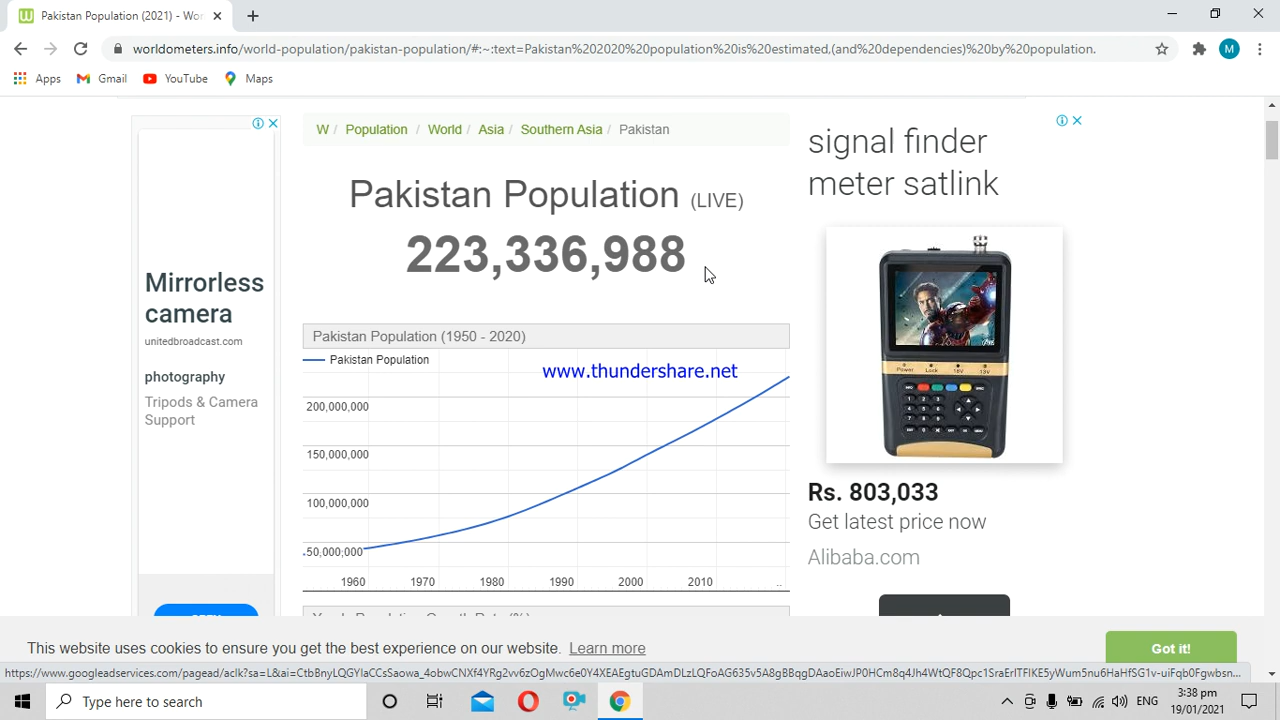 Pakistan Population (2021) - Wor
worldometers.info/world-population/pakistan-population/#:~:text=Pakistan%202020%20population%20is%20estimated,(and%20dependencies)%20by%20population.
M
Apps
Gmail
YouTube
Maps
W / Population / World / Asia / Southern Asia / Pakistan
Pakistan Population (LIVE)
223,336,988
Mirrorless
camera
unitedbroadcast.com
photography
Tripods & Camera
Support
signal finder
meter satlink
Rs. 803,033
Get latest price now
Alibaba.com
Pakistan Population (1950 - 2020)
Pakistan Population
www.thundershare.net
200,000,000
150,000,000
100,000,000
50,000,000
1960 1970 1980 1990 2000 2010 ..
Yearly Population Growth Rate (%)
This website uses cookies to ensure you get the best experience on our website. Learn more
Got it!
Type here to search
ENG
3:38 pm
19/01/2021